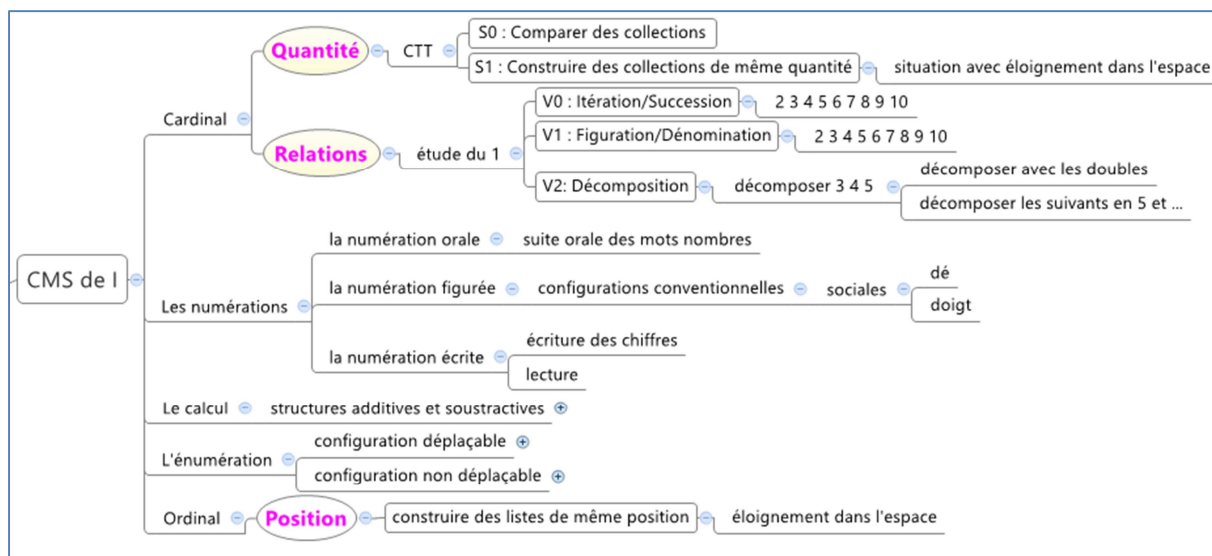 CMS de I
Cardinal
Quantité
CTT
S0 : Comparer des collections
S1 : Construire des collections de même quantité
situation avec éloignement dans l'espace
Relations
étude du 1
V0 : Itération/Succession
2 3 4 5 6 7 8 9 10
V1 : Figuration/Dénomination
2 3 4 5 6 7 8 9 10
V2: Décomposition
décomposer 3 4 5
décomposer avec les doubles
décomposer les suivants en 5 et ...
Les numérations
la numération orale
suite orale des mots nombres
la numération figurée
configurations conventionnelles
sociales
dé
doigt
la numération écrite
écriture des chiffres
lecture
Le calcul
structures additives et soustractives
L'énumération
configuration déplaçable
configuration non déplaçable
Ordinal
Position
construire des listes de même position
éloignement dans l'espace